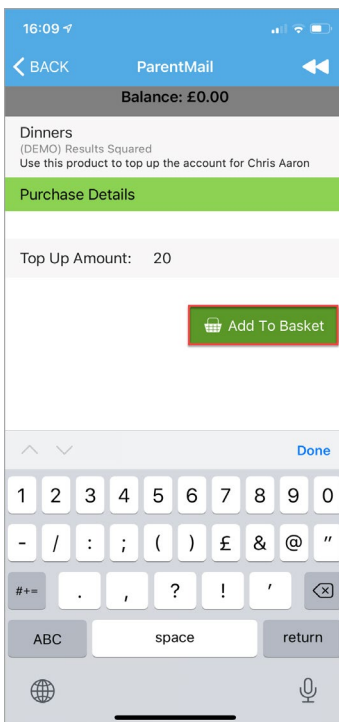 16:09
BACK ParentMail
Balance: £0.00
Dinners
(DEMO) Results Squared
Use this product to top up the account for Chris Aaron
Purchase Details
Top Up Amount: 20
Add To Basket
Done
1 2 3 4 5 6 7 8 9 0
- / : ; ( ) £ & @ "
#+= . , ? ! '
ABC space return